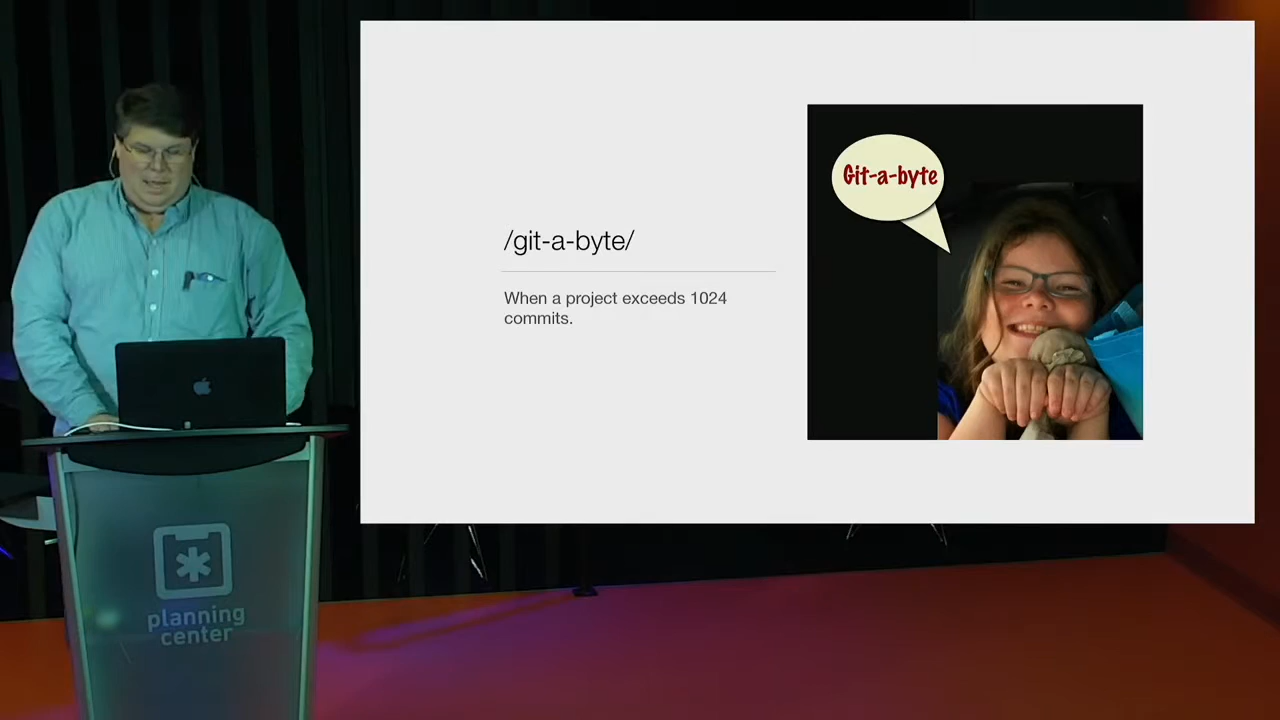 /git-a-byte/
When a project exceeds 1024
commits.
Git-a-byte
planning
center